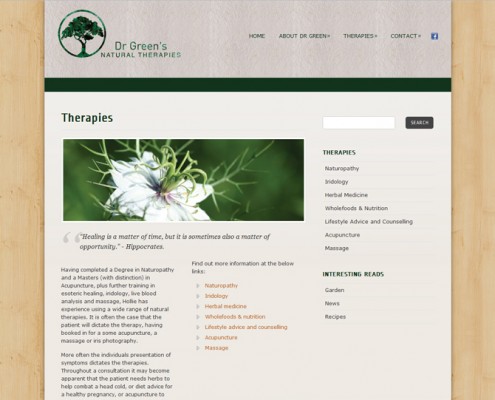 Dr Green's
NATURAL THERAPIES
HOME
ABOUT DR GREEN
THERAPIES
CONTACT
Therapies
SEARCH
"Healing is a matter of time, but it is sometimes also a matter of
opportunity." - Hippocrates.
Having completed a Degree in Naturopathy
and a Masters (with distinction) in
Acupuncture, plus further training in
esoteric healing, iridology, live blood
analysis and massage, Hollie has
experience using a wide range of natural
therapies. It is often the case that the
patient will dictate the therapy, having
booked in for some acupuncture, a
massage or iris photography.
More often the individuals presentation of
symptoms dictates the therapies.
Throughout a consultation it may become
apparent that the patient needs herbs to
help combat a head cold, or diet advice for
a healthy pregnancy, or acupuncture to
Find out more information at the below
links:
Naturopathy
Iridology
Herbal medicine
Wholefoods & nutrition
Lifestyle advice and counselling
Acupuncture
Massage
THERAPIES
Naturopathy
Iridology
Herbal Medicine
Wholefoods & Nutrition
Lifestyle Advice and Counselling
Acupuncture
Massage
INTERESTING READS
Garden
News
Recipes